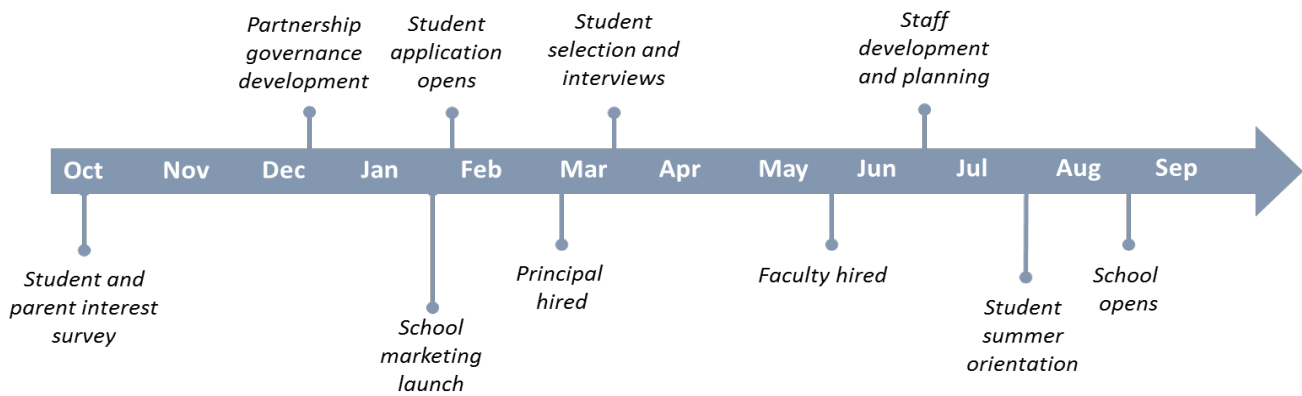 Partnership
governance
development
Student
application
opens
Student
selection and
interviews
Staff
development
and planning
Oct Nov Dec Jan Feb Mar Apr May Jun Jul Aug Sep
Student and
parent interest
survey
School
marketing
launch
Principal
hired
Faculty hired
Student
summer
orientation
School
opens